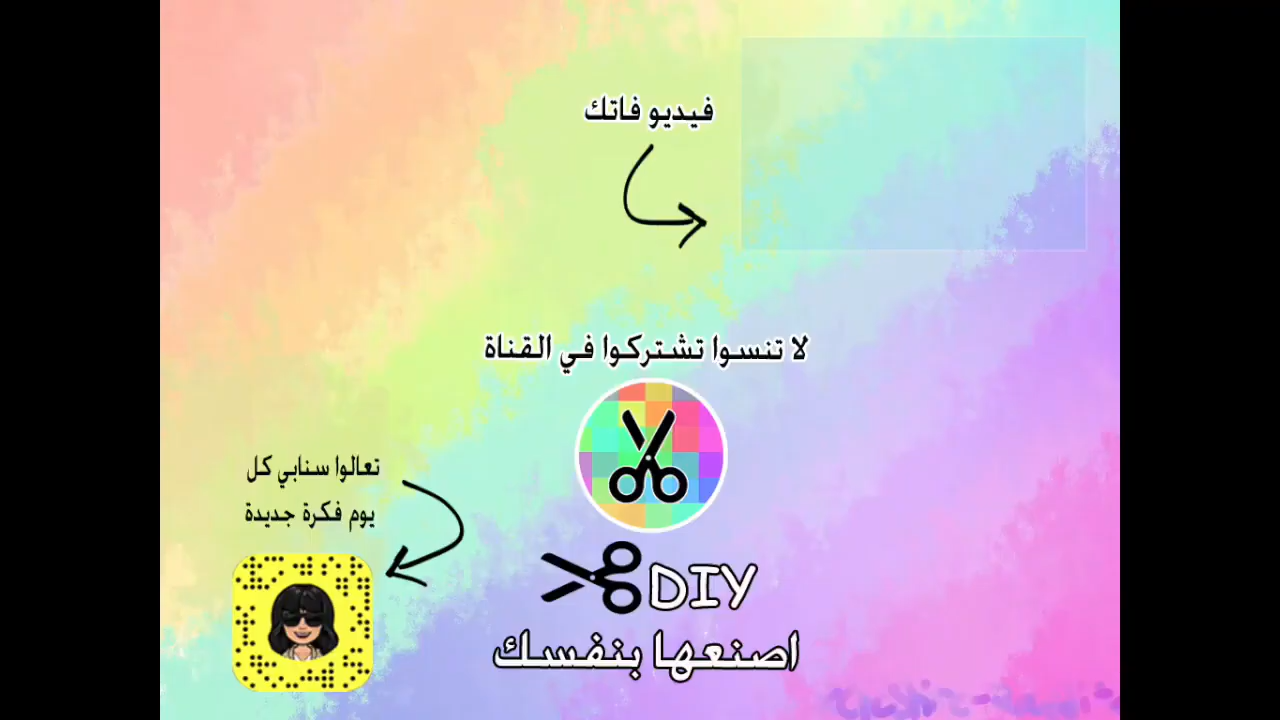 فيديو فاتك
لا تنسوا تشتركوا في القناة
تعالوا سنابي كل
يوم فكرة جديدة
DIY
اصنعها بنفسك